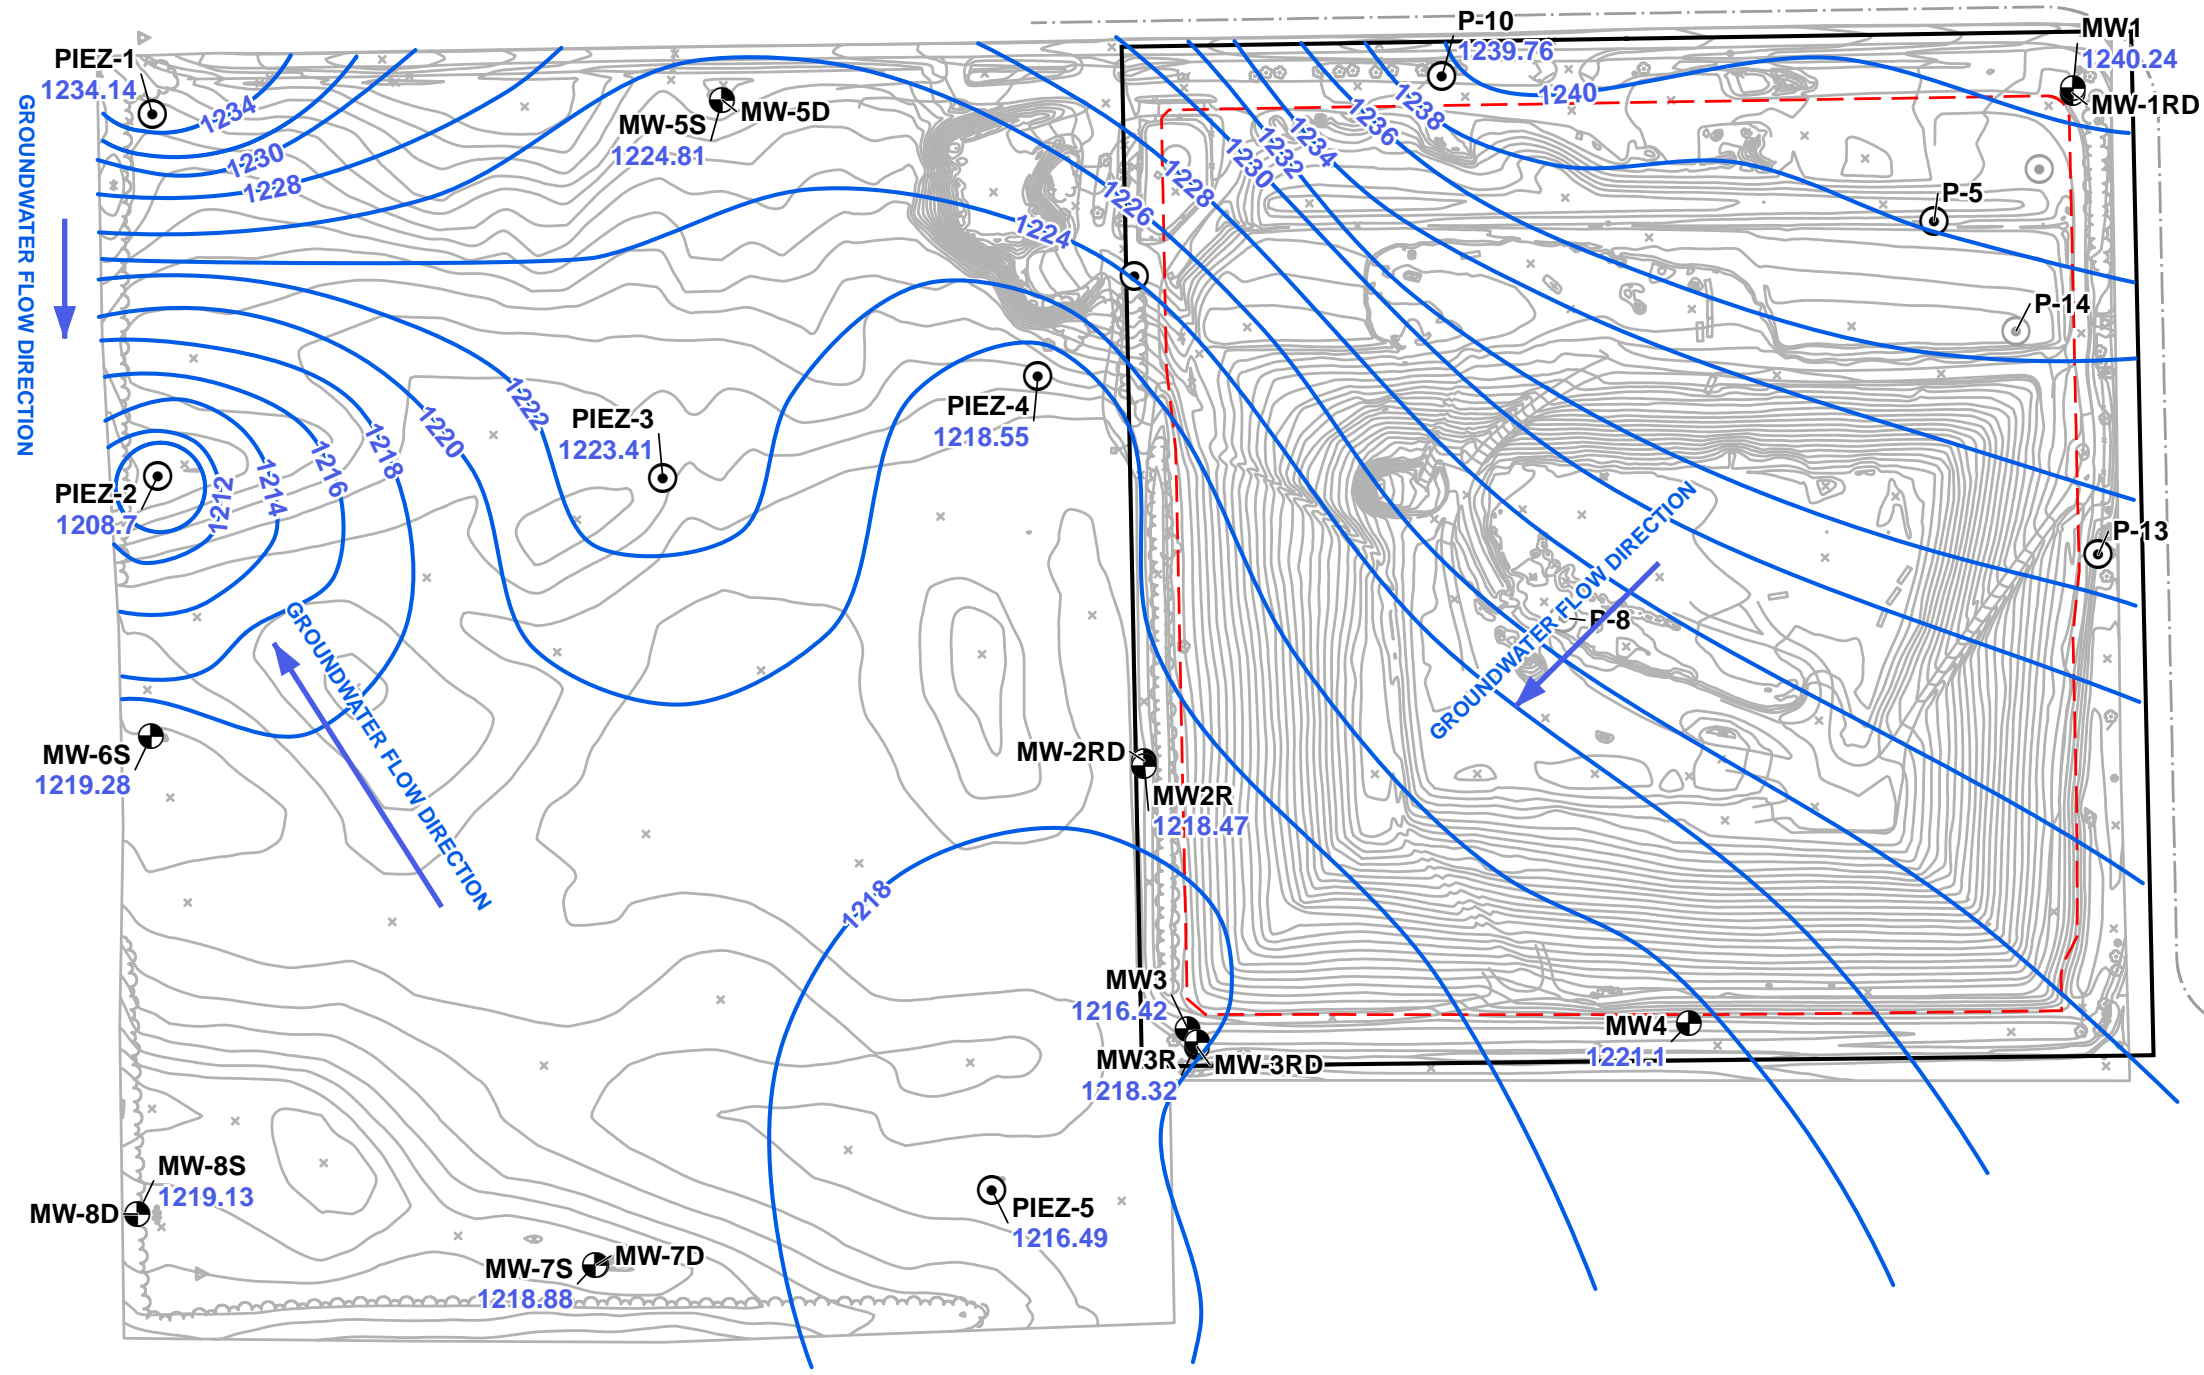 P-10
1239.76
MW1
1240.24
MW-1RD
PIEZ-1
1234.14
1234
1230
1228
MW-5D
MW-5S
1224.81
1240
1238
1236
1234
1232
1230
1228
1226
1224
P-5
P-14
GROUNDWATER FLOW DIRECTION
PIEZ-3
1223.41
PIEZ-4
1218.55
1222
1220
1218
1216
1214
1212
PIEZ-2
1208.7
P-13
P-8
GROUNDWATER FLOW DIRECTION
GROUNDWATER FLOW DIRECTION
MW-6S
1219.28
MW-2RD
MW2R
1218.47
1218
MW3
1216.42
MW3R
1218.32
MW-3RD
MW4
1221.1
MW-8S
1219.13
MW-8D
PIEZ-5
1216.49
MW-7D
MW-7S
1218.88